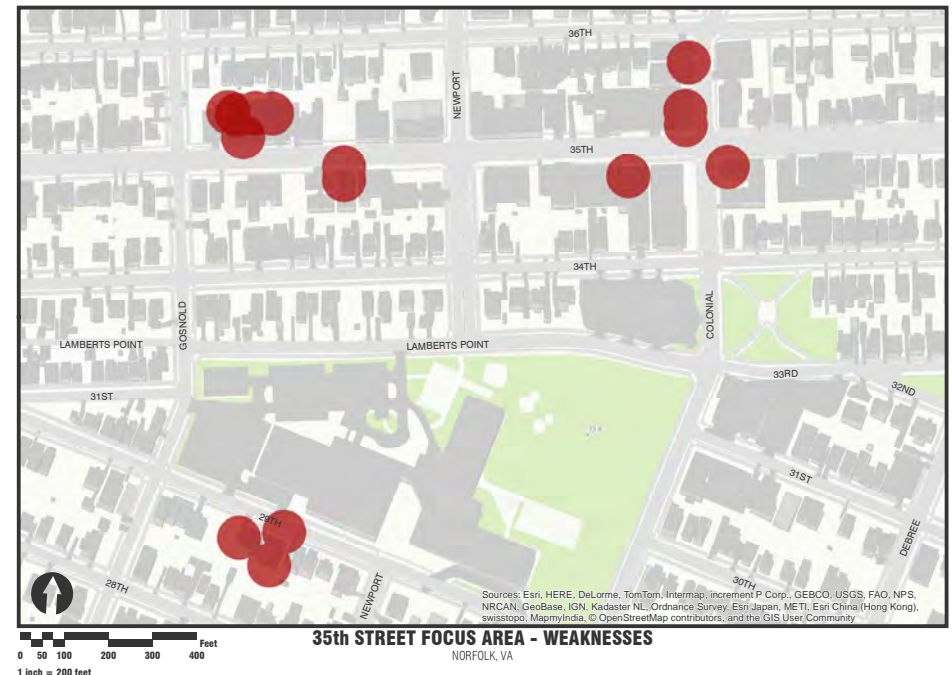 36TH
NEWPORT
35TH
34TH
GOSNOLD
COLONIAL
LAMBERTS POINT
LAMBERTS POINT
33RD
32ND
31ST
31ST
29TH
DEBREE
28TH
NEWPORT
30TH
Sources: Esri, HERE, DeLorme, TomTom, Intermap, increment P Corp., GEBCO, USGS, FAO, NPS,
NRCAN, GeoBase, IGN, Kadaster NL, Ordnance Survey, Esri Japan, METI, Esri China (Hong Kong),
swisstopo, MapmyIndia, © OpenStreetMap contributors, and the GIS User Community
Feet
0 50 100 200 300 400
1 inch = 200 feet
35th STREET FOCUS AREA - WEAKNESSES
NORFOLK, VA